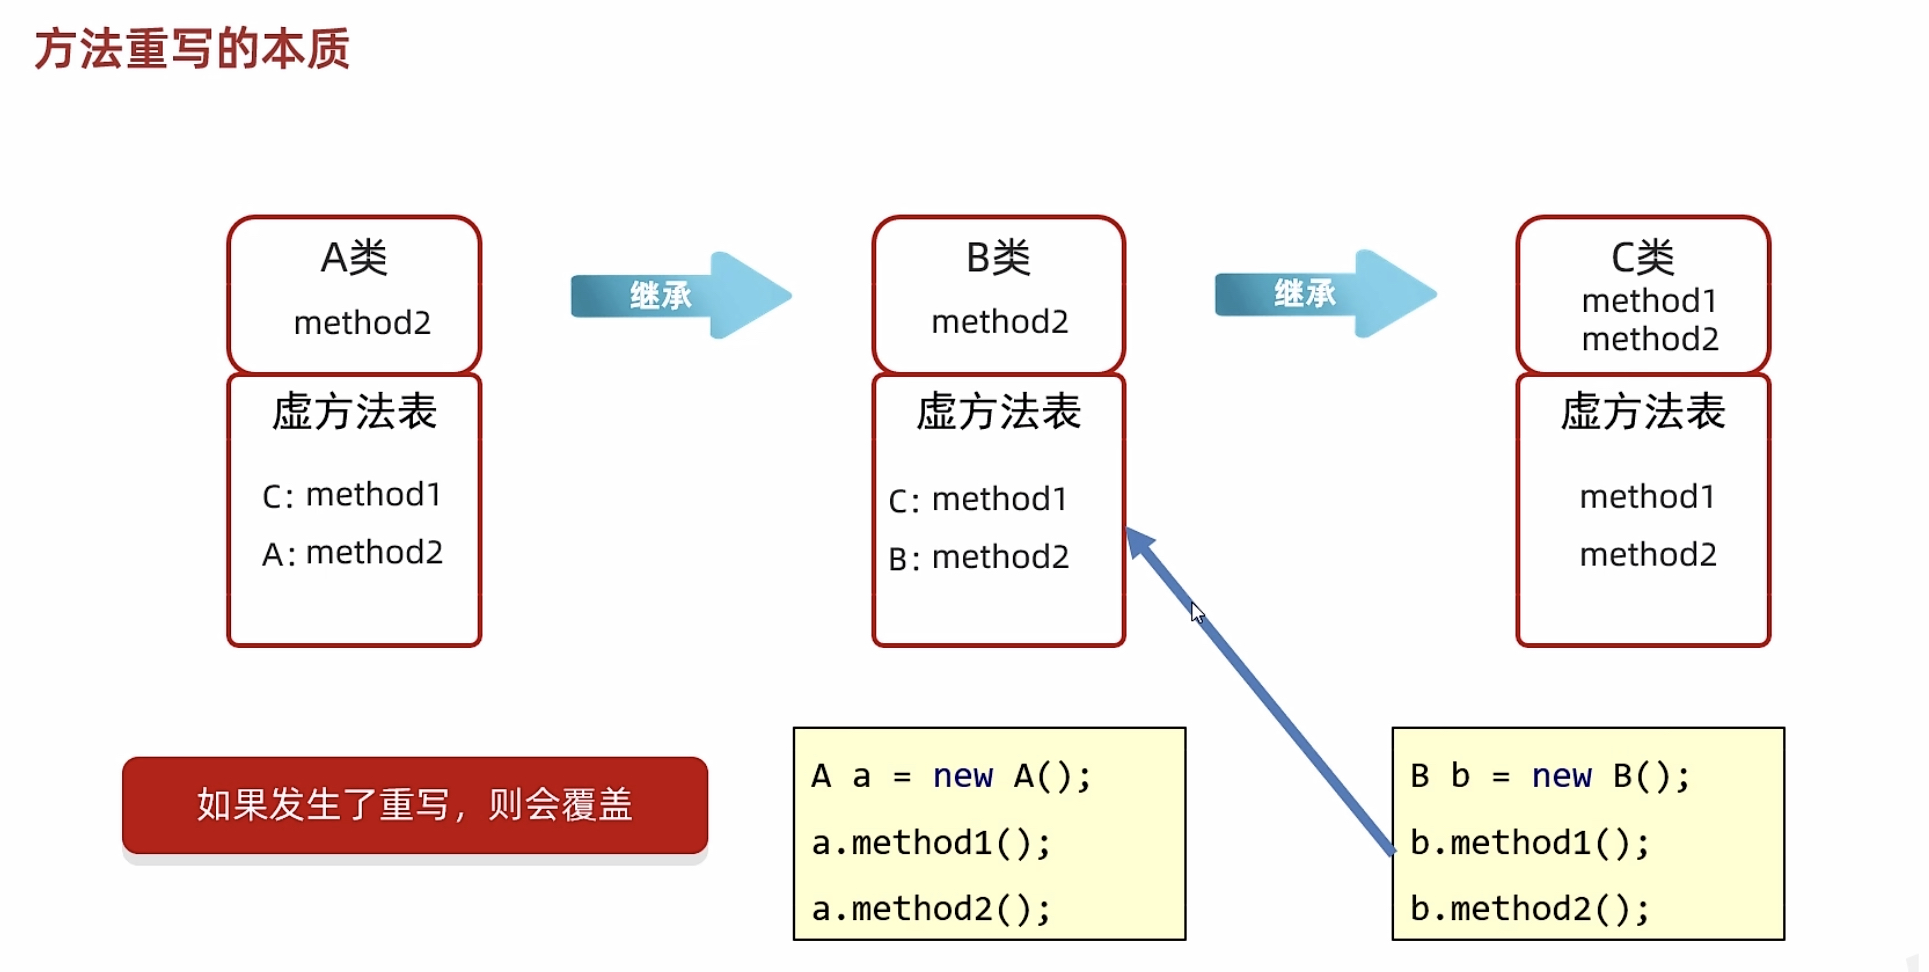 方法重写的本质
A类
method2
继承
B类
method2
继承
C类
method1
method2
虚方法表
C: method1
A: method2
虚方法表
C: method1
B: method2
虚方法表
method1
method2
如果发生了重写，则会覆盖
A a = new A();
a.method1();
a.method2();
B b = new B();
b.method1();
b.method2();